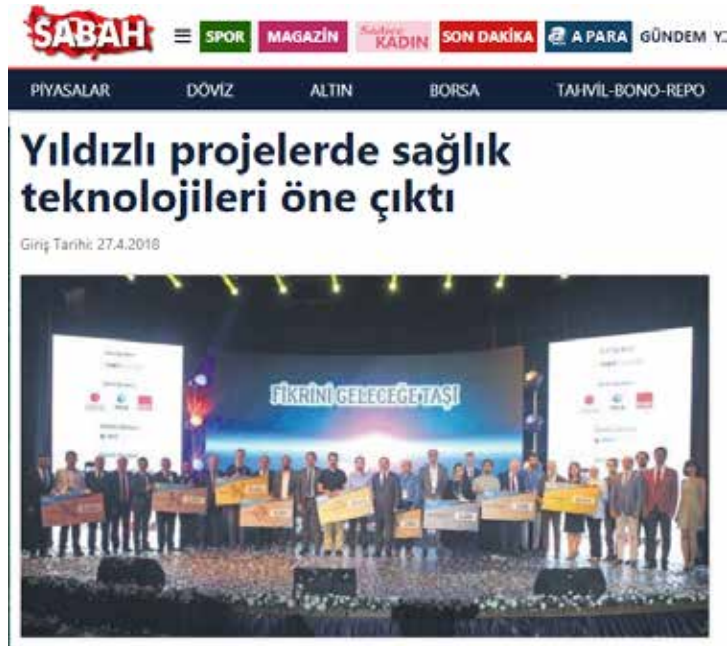 SABAH
SPOR MAGAZİN Sadece KADIN SON DAKİKA A PARA GÜNDEM
PİYASALAR DÖVİZ ALTIN BORSA TAHVİL-BONO-REPO
Yıldızlı projelerde sağlık
teknolojileri öne çıktı
Giriş Tarihi: 27.4.2018
FİKRİNİ GELECEĞE TAŞI